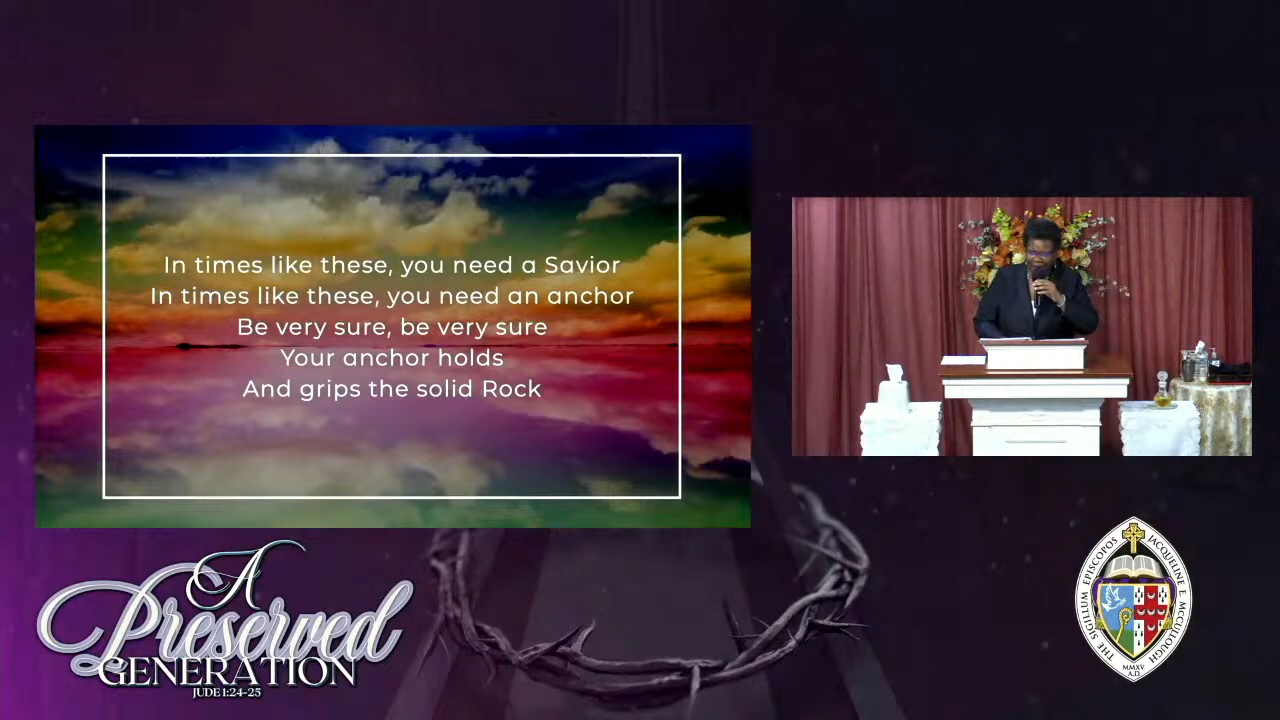 In times like these, you need a Savior
In times like these, you need an anchor
Be very sure, be very sure
Your anchor holds
And grips the solid Rock
A
Preserved
GENERATION
JUDE 1:24-25
THE SIGILLUM EPISCOPOS JACQUELINE E. MCCULLOUGH
MMXV
A.D.